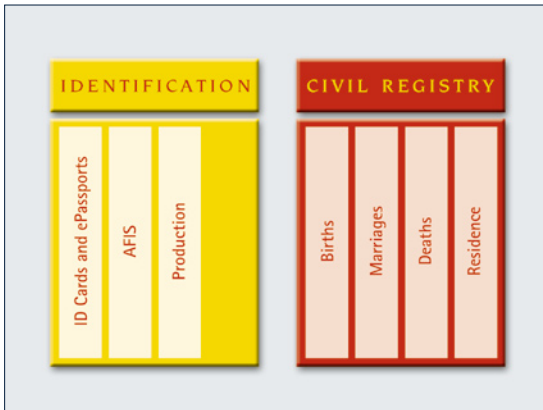 IDENTIFICATION
ID Cards and ePassports
AFIS
Production
CIVIL REGISTRY
Births
Marriages
Deaths
Residence